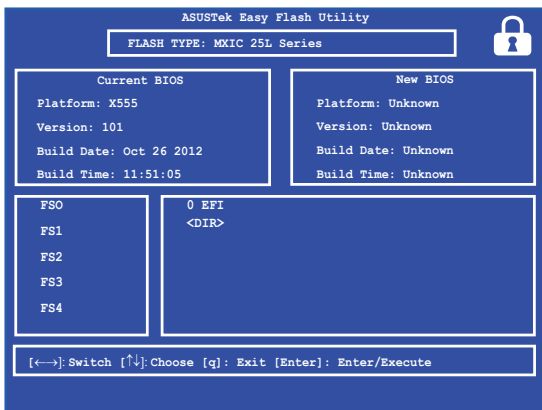 ASUSTek Easy Flash Utility
FLASH TYPE: MXIC 25L Series
Current BIOS
Platform: X555
Version: 101
Build Date: Oct 26 2012
Build Time: 11:51:05
New BIOS
Platform: Unknown
Version: Unknown
Build Date: Unknown
Build Time: Unknown
FSO
FS1
FS2
FS3
FS4
0 EFI
<DIR>
[←→]: Switch [↑↓]: Choose [q]: Exit [Enter]: Enter/Execute